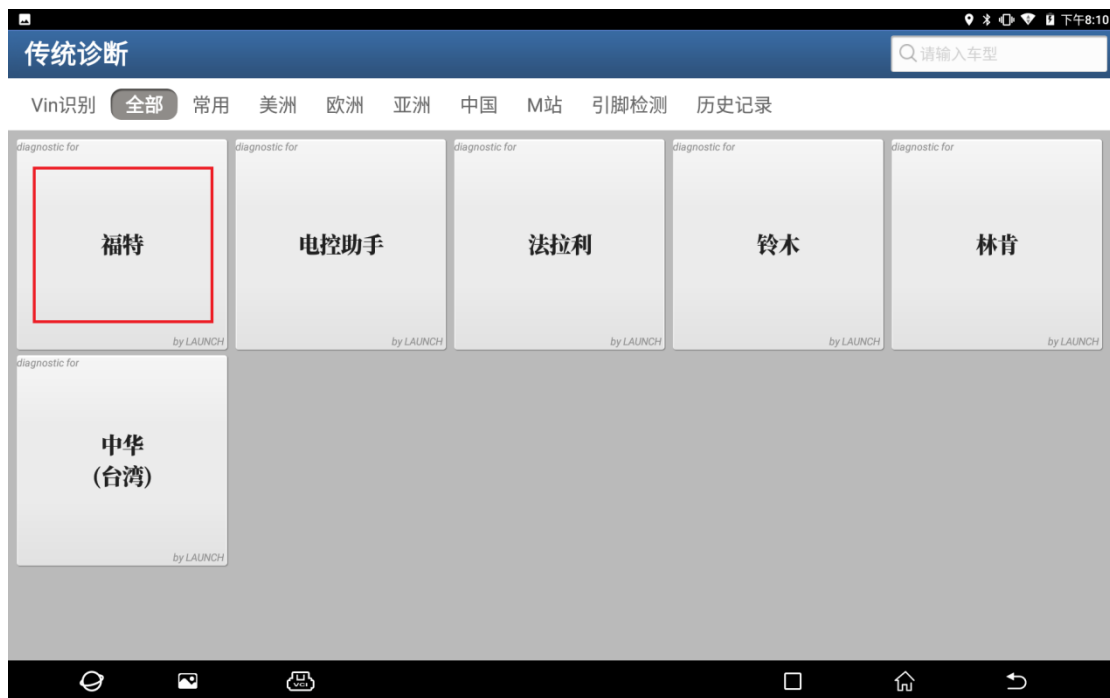 下午8:10
传统诊断
请输入车型
Vin识别 全部 常用 美洲 欧洲 亚洲 中国 M站 引脚检测 历史记录
diagnostic for
福特
by LAUNCH
diagnostic for
电控助手
by LAUNCH
diagnostic for
法拉利
by LAUNCH
diagnostic for
铃木
by LAUNCH
diagnostic for
林肯
by LAUNCH
diagnostic for
中华
(台湾)
by LAUNCH
VCI